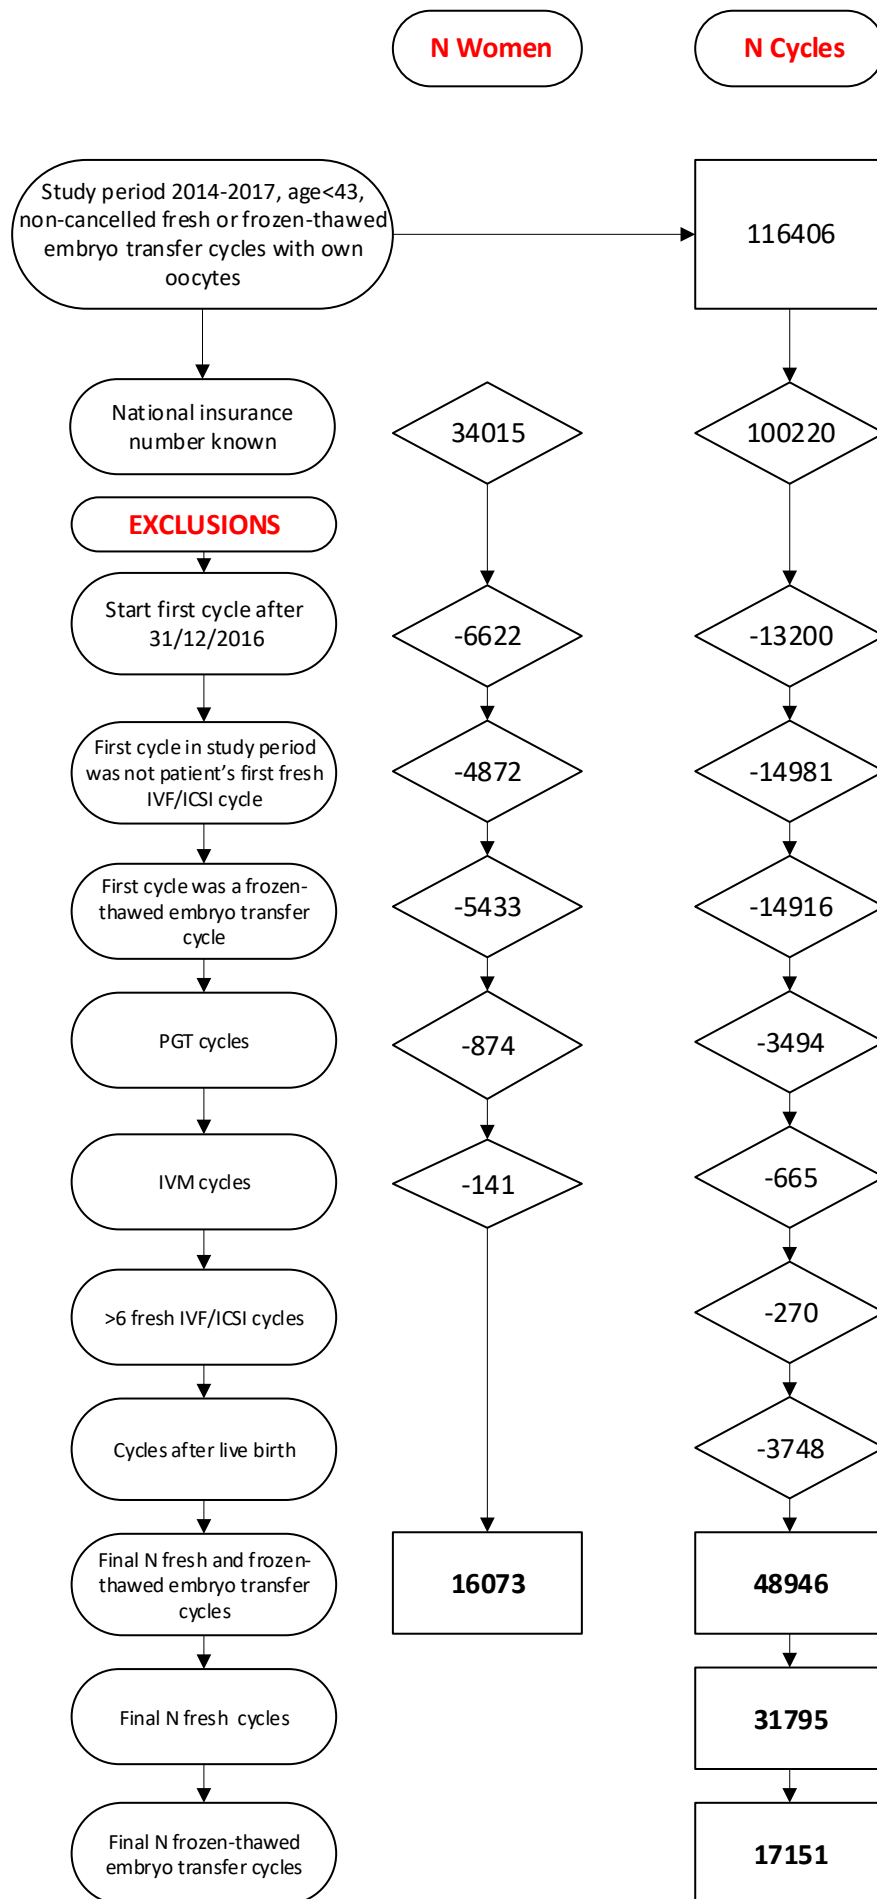 N Women
N Cycles
Study period 2014-2017, age<43,
non-cancelled fresh or frozen-thawed
embryo transfer cycles with own
oocytes
116406
National insurance
number known
34015
100220
EXCLUSIONS
Start first cycle after
31/12/2016
-6622
-13200
First cycle in study period
was not patient’s first fresh
IVF/ICSI cycle
-4872
-14981
First cycle was a frozen-
thawed embryo transfer
cycle
-5433
-14916
PGT cycles
-874
-3494
IVM cycles
-141
-665
>6 fresh IVF/ICSI cycles
-270
Cycles after live birth
-3748
Final N fresh and frozen-
thawed embryo transfer
cycles
16073
48946
Final N fresh cycles
31795
Final N frozen-thawed
embryo transfer cycles
17151